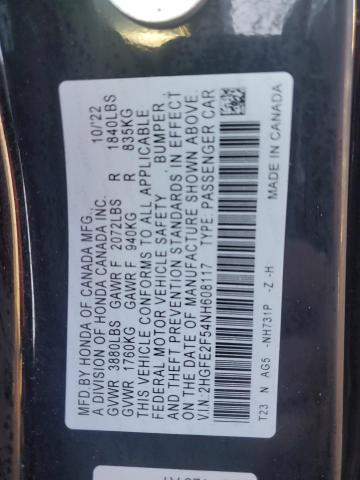 MFD BY HONDA OF CANADA MFG.
A DIVISION OF HONDA CANADA INC. 10/22
GVWR 3880LBS GAWR F 2072LBS R 1840LBS
GVWR 1760KG GAWR F 940KG R 835KG
THIS VEHICLE CONFORMS TO ALL APPLICABLE
FEDERAL MOTOR VEHICLE SAFETY, BUMPER,
AND THEFT PREVENTION STANDARDS IN EFFECT
ON THE DATE OF MANUFACTURE SHOWN ABOVE.
V.I.N.: 2HGFE2F54NH608117 TYPE: PASSENGER CAR
T23 N AG5 -NH731P -Z -H MADE IN CANADA